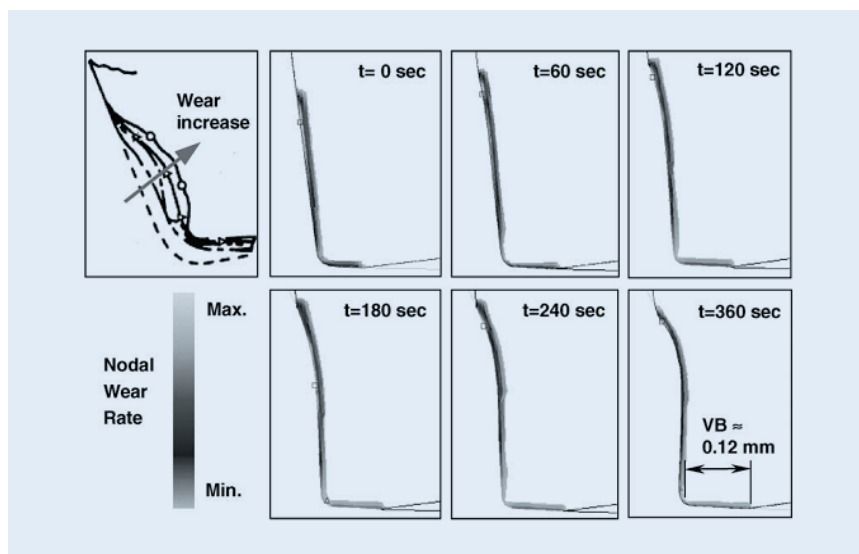 Wear
increase
t= 0 sec
t=60 sec
t=120 sec
Max.
Nodal
Wear
Rate
Min.
t=180 sec
t=240 sec
t=360 sec
VB ≈
0.12 mm